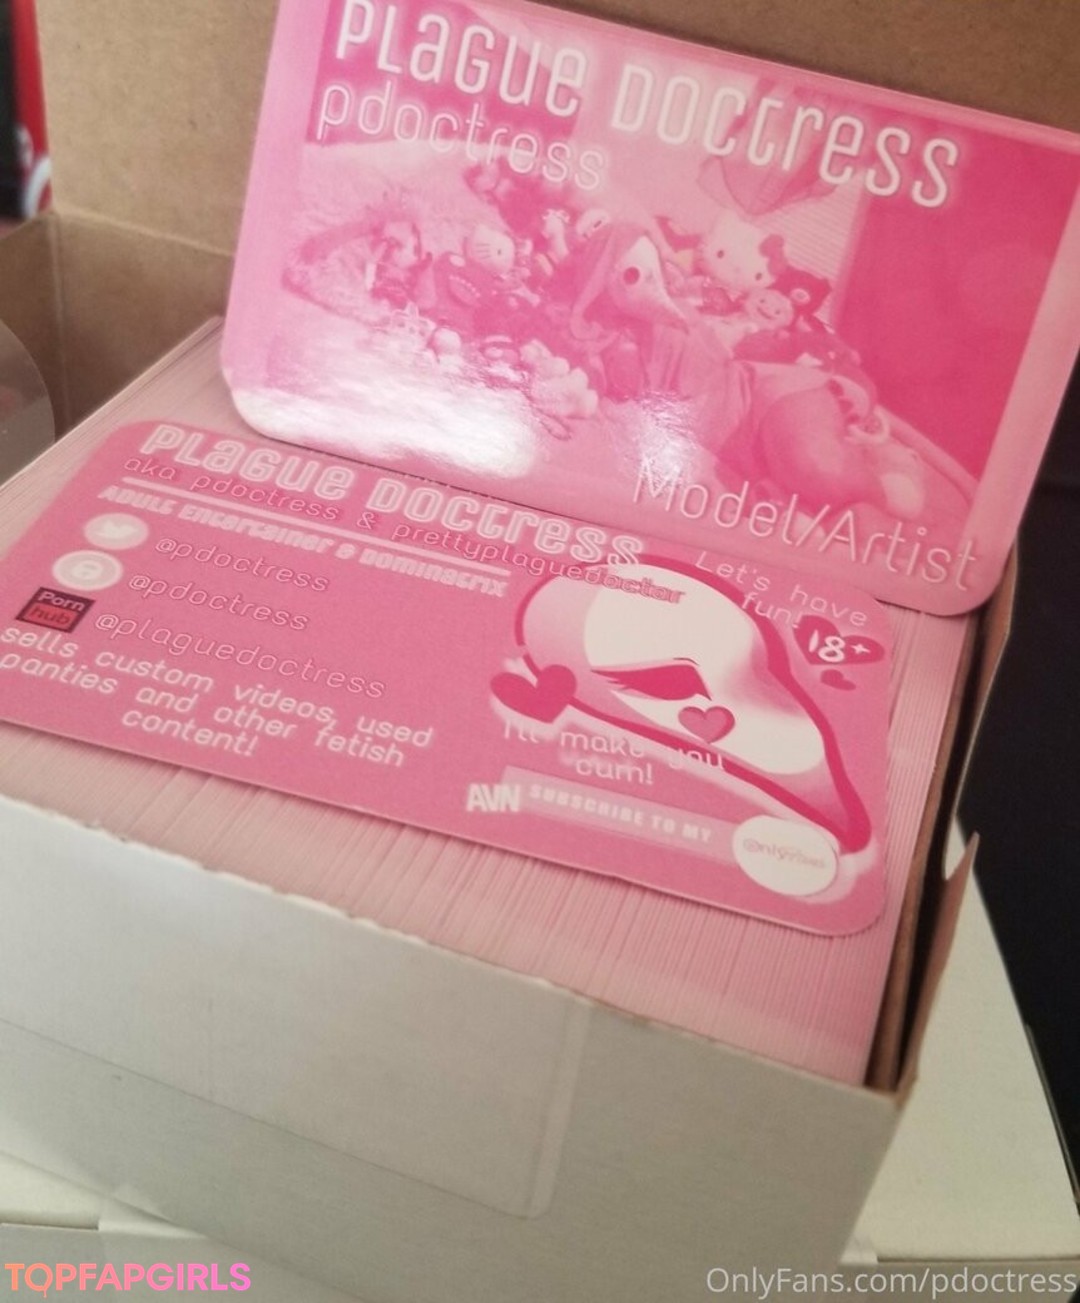 PLAGUE DOCTRESS
pdoctress
Model/Artist
PLAGUE DOCTRESS
aka pdoctress & prettyplaguedoctor
ADULT ENTERTAINER & DOMINATRIX
@pdoctress
@pdoctress
Porn
hub
@plaguedoctress
sells custom videos, used
panties and other fetish
content!
Let's have
fun!
18+
I'll make you
cum!
AVN
SUBSCRIBE TO MY
TOPFAPGIRLS
OnlyFans.com/pdoctress